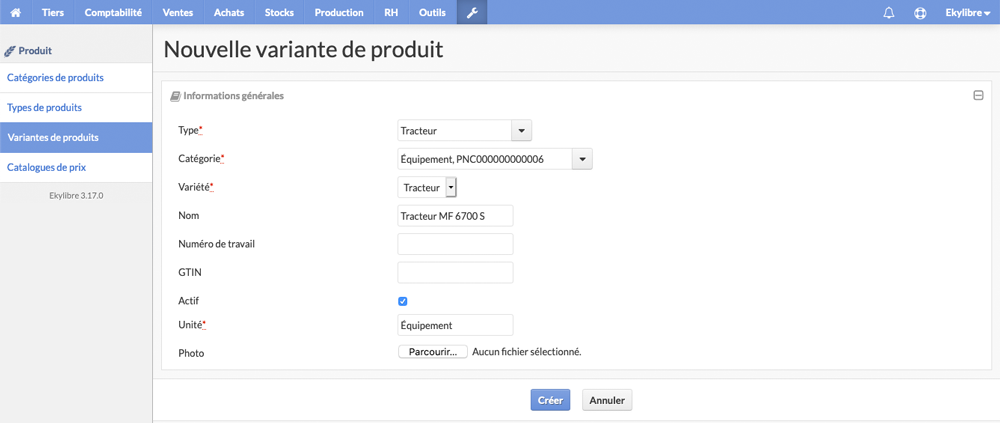 Tiers Comptabilité Ventes Achats Stocks Production RH Outils Ekylibre
Produit
Catégories de produits
Types de produits
Variantes de produits
Catalogues de prix
Ekylibre 3.17.0
Nouvelle variante de produit
Informations générales
Type* Tracteur
Catégorie* Équipement, PNC000000000006
Variété* Tracteur
Nom Tracteur MF 6700 S
Numéro de travail
GTIN
Actif
Unité* Équipement
Photo Parcourir... Aucun fichier sélectionné.
Créer Annuler